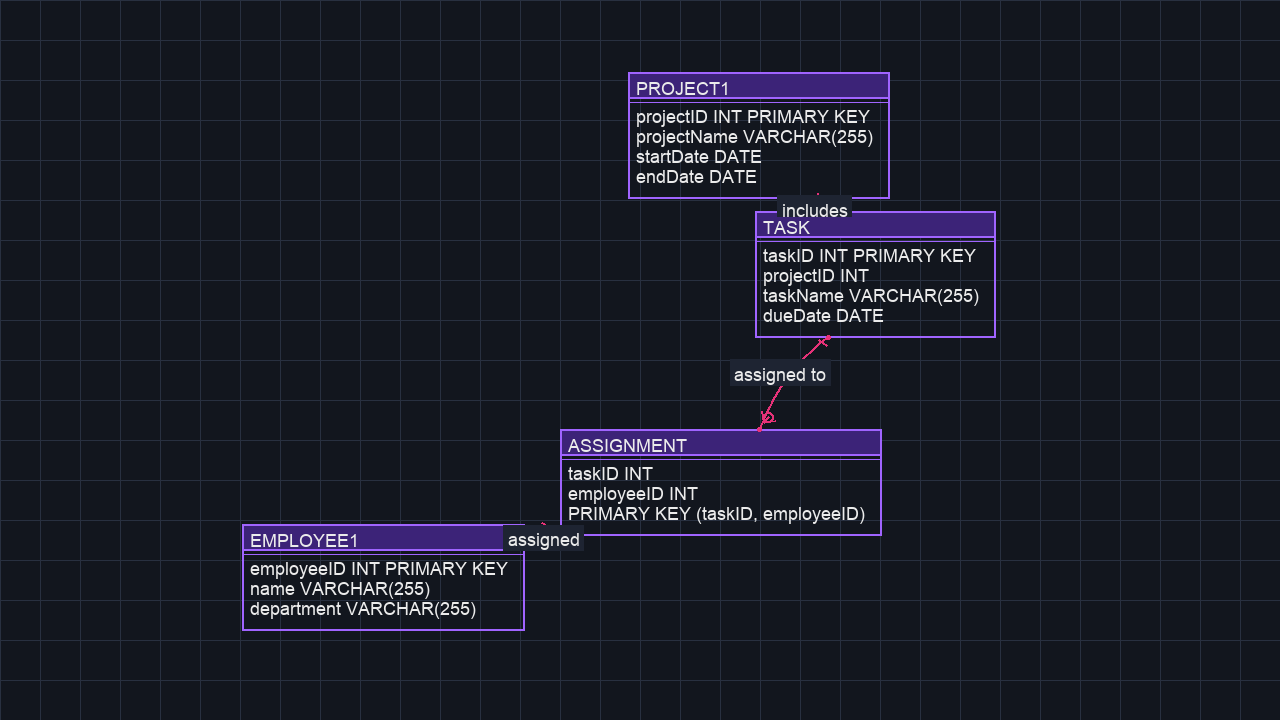 PROJECT1
projectID INT PRIMARY KEY
projectName VARCHAR(255)
startDate DATE
endDate DATE
includes
TASK
taskID INT PRIMARY KEY
projectID INT
taskName VARCHAR(255)
dueDate DATE
assigned to
ASSIGNMENT
taskID INT
employeeID INT
PRIMARY KEY (taskID, employeeID)
assigned
EMPLOYEE1
employeeID INT PRIMARY KEY
name VARCHAR(255)
department VARCHAR(255)